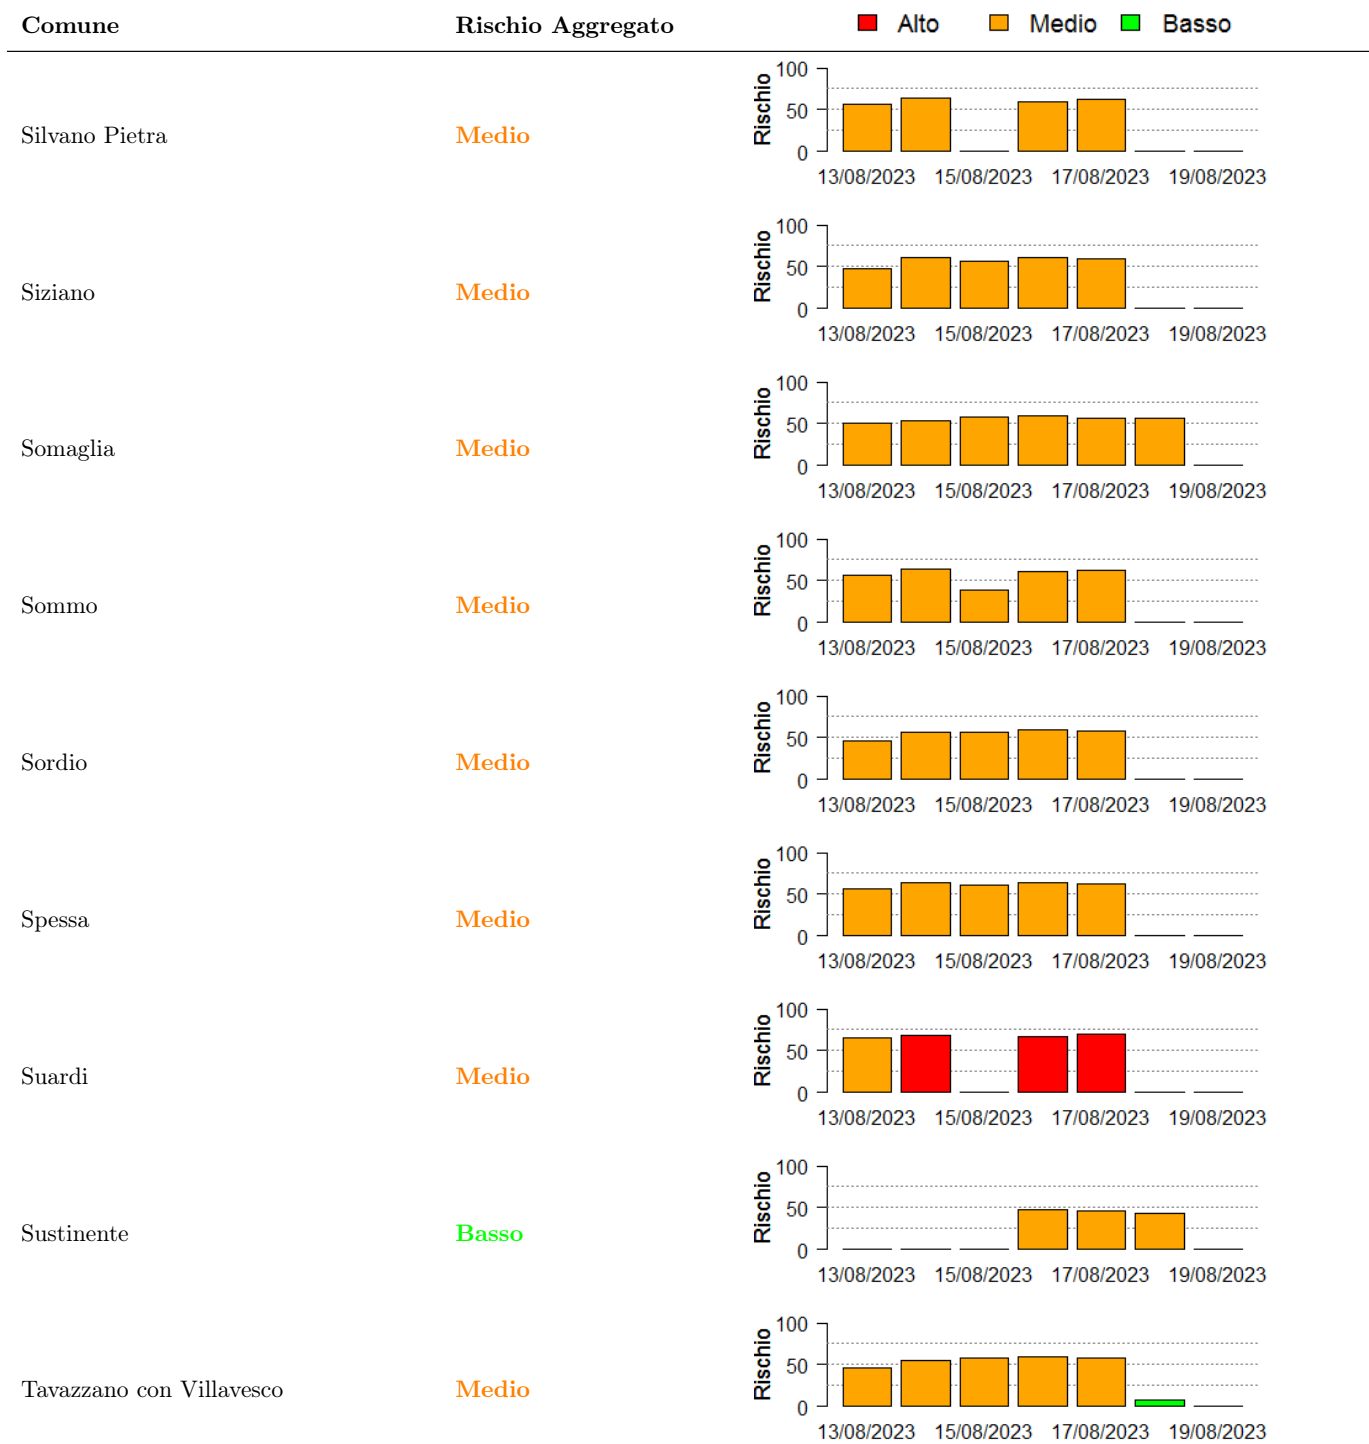 Comune Rischio Aggregato Alto Medio Basso
Silvano Pietra Medio
Rischio
100
50
0
13/08/2023 15/08/2023 17/08/2023 19/08/2023
Siziano Medio
Rischio
100
50
0
13/08/2023 15/08/2023 17/08/2023 19/08/2023
Somaglia Medio
Rischio
100
50
0
13/08/2023 15/08/2023 17/08/2023 19/08/2023
Sommo Medio
Rischio
100
50
0
13/08/2023 15/08/2023 17/08/2023 19/08/2023
Sordio Medio
Rischio
100
50
0
13/08/2023 15/08/2023 17/08/2023 19/08/2023
Spessa Medio
Rischio
100
50
0
13/08/2023 15/08/2023 17/08/2023 19/08/2023
Suardi Medio
Rischio
100
50
0
13/08/2023 15/08/2023 17/08/2023 19/08/2023
Sustinente Basso
Rischio
100
50
0
13/08/2023 15/08/2023 17/08/2023 19/08/2023
Tavazzano con Villavesco Medio
Rischio
100
50
0
13/08/2023 15/08/2023 17/08/2023 19/08/2023